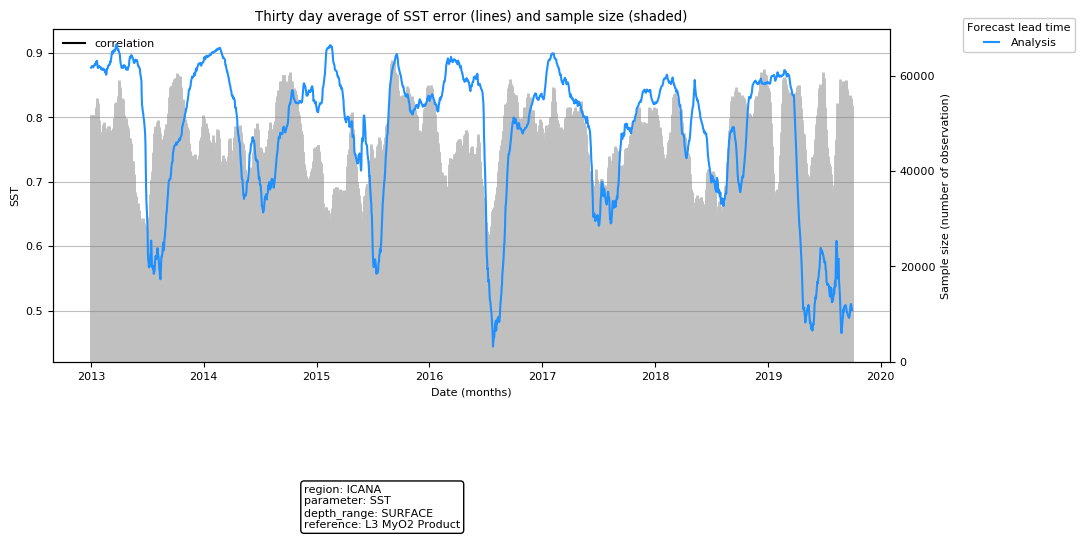 Thirty day average of SST error (lines) and sample size (shaded)
correlation
Forecast lead time
Analysis
SST
0.9
0.8
0.7
0.6
0.5
60000
40000
20000
0
Sample size (number of observation)
2013 2014 2015 2016 2017 2018 2019 2020
Date (months)
region: ICANA
parameter: SST
depth_range: SURFACE
reference: L3 MyO2 Product